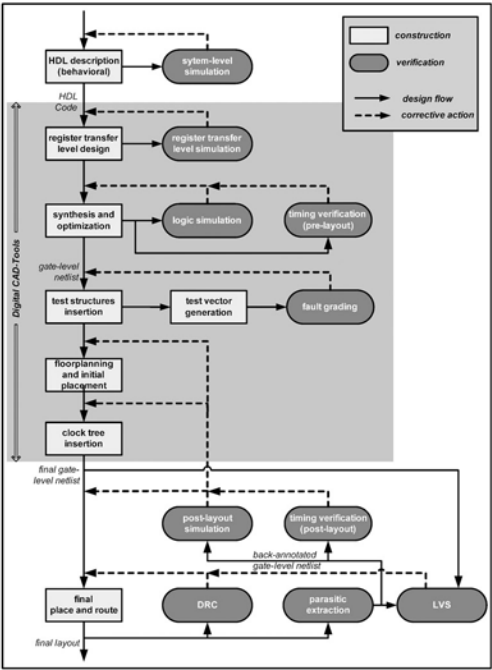 construction
verification
design flow
corrective action
HDL description
(behavioral)
sytem-level
simulation
HDL
Code
register transfer
level design
register transfer
level simulation
synthesis and
optimization
logic simulation
timing verification
(pre-layout)
Digital CAD-Tools
gate-level
netlist
test structures
insertion
test vector
generation
fault grading
floorplanning
and initial
placement
clock tree
insertion
final gate-
level netlist
post-layout
simulation
timing verification
(post-layout)
back-annotated
gate-level netlist
final
place and route
DRC
parasitic
extraction
LVS
final layout